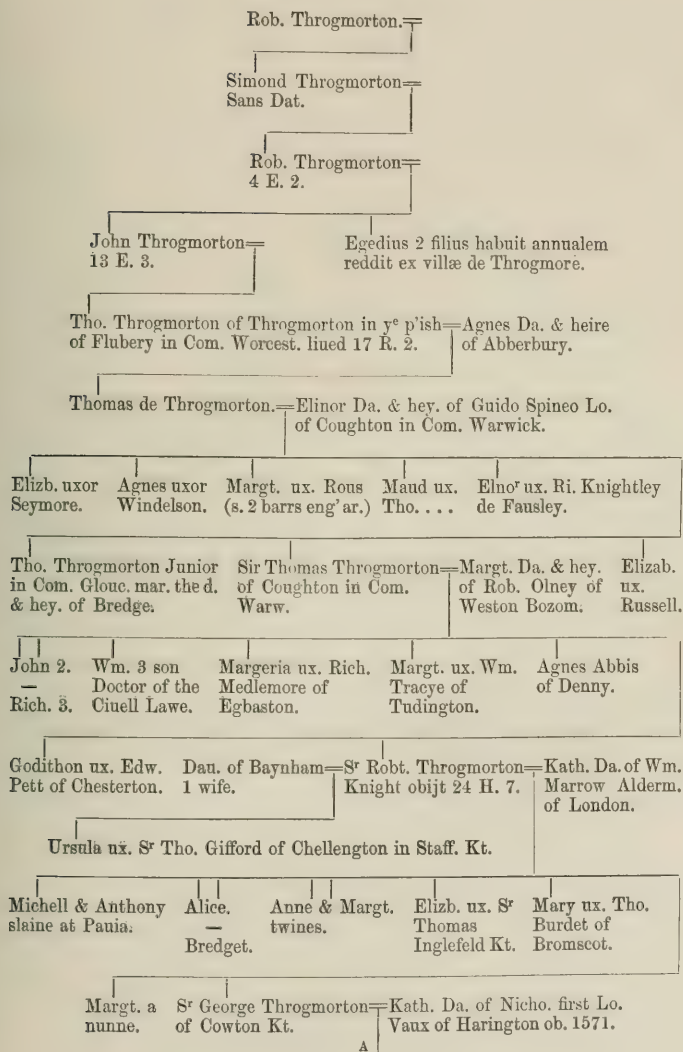 Rob. Throgmorton.
Simond Throgmorton
Sans Dat.
Rob. Throgmorton
4 E. 2.
John Throgmorton
13 E. 3.
Egedius 2 filius habuit annualem
reddit ex villæ de Throgmore.
Tho. Throgmorton of Throgmorton in yᵉ p'ish
of Flubery in Com. Worcest. liued 17 R. 2.
Agnes Da. & heire
of Abberbury.
Thomas de Throgmorton.
Elinor Da. & hey. of Guido Spineo Lo.
of Coughton in Com. Warwick.
Elizb. uxor
Seymore.
Agnes uxor
Windelson.
Margt. ux. Rous
(s. 2 barrs eng' ar.)
Maud ux.
Tho. . . .
Elnoʳ ux. Ri. Knightley
de Fausley.
Tho. Throgmorton Junior
in Com. Glouc. mar. the d.
& hey. of Bredge.
Sir Thomas Throgmorton
of Coughton in Com.
Warw.
Margt. Da. & hey.
of Rob. Olney of
Weston Bozom.
Elizab.
ux.
Russell.
John 2.
—
Rich. 3.
Wm. 3 son
Doctor of the
Ciuell Lawe.
Margeria ux. Rich.
Medlemore of
Egbaston.
Margt. ux. Wm.
Tracye of
Tudington.
Agnes Abbis
of Denny.
Godithon ux. Edw.
Pett of Chesterton.
Dau. of Baynham
1 wife.
Sʳ Robt. Throgmorton
Knight obijt 24 H. 7.
Kath. Da. of Wm.
Marrow Alderm.
of London.
Ursula ux. Sʳ Tho. Gifford of Chellengton in Staff. Kt.
Michell & Anthony
slaine at Pauia.
Alice.
—
Bredget.
Anne & Margt.
twines.
Elizb. ux. Sʳ
Thomas
Inglefeld Kt.
Mary ux. Tho.
Burdet of
Bromscot.
Margt. a
nunne.
Sʳ George Throgmorton
of Cowton Kt.
Kath. Da. of Nicho. first Lo.
Vaux of Harington ob. 1571.
A